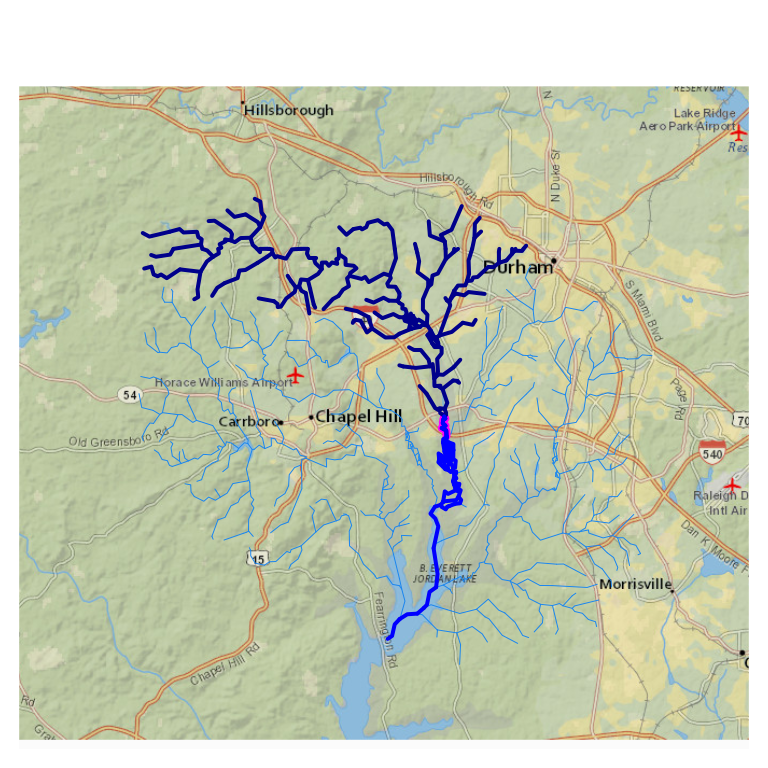 RESERVOIR
Hillsborough
Lake Ridge
Aero Park Airport
Res
N
Hillsborough Rd
N Duke St
Durham
S Miami Blvd
Horace Williams Airport
54
Page Rd
Carrboro
Chapel Hill
70
Old Greensboro Rd
540
Raleigh D
Intl Air
Dan K Moore F
15
B. EVERETT
JORDAN LAKE
Morrisville
Fearrington Rd
Chapel Hill Rd
C
Rd
Gra